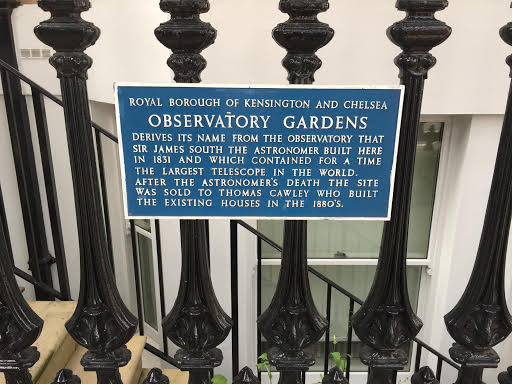 ROYAL BOROUGH OF KENSINGTON AND CHELSEA
OBSERVATORY GARDENS
DERIVES ITS NAME FROM THE OBSERVATORY THAT
SIR JAMES SOUTH THE ASTRONOMER BUILT HERE
IN 1831 AND WHICH CONTAINED FOR A TIME
THE LARGEST TELESCOPE IN THE WORLD.
AFTER THE ASTRONOMER'S DEATH THE SITE
WAS SOLD TO THOMAS CAWLEY WHO BUILT
THE EXISTING HOUSES IN THE 1880'S.